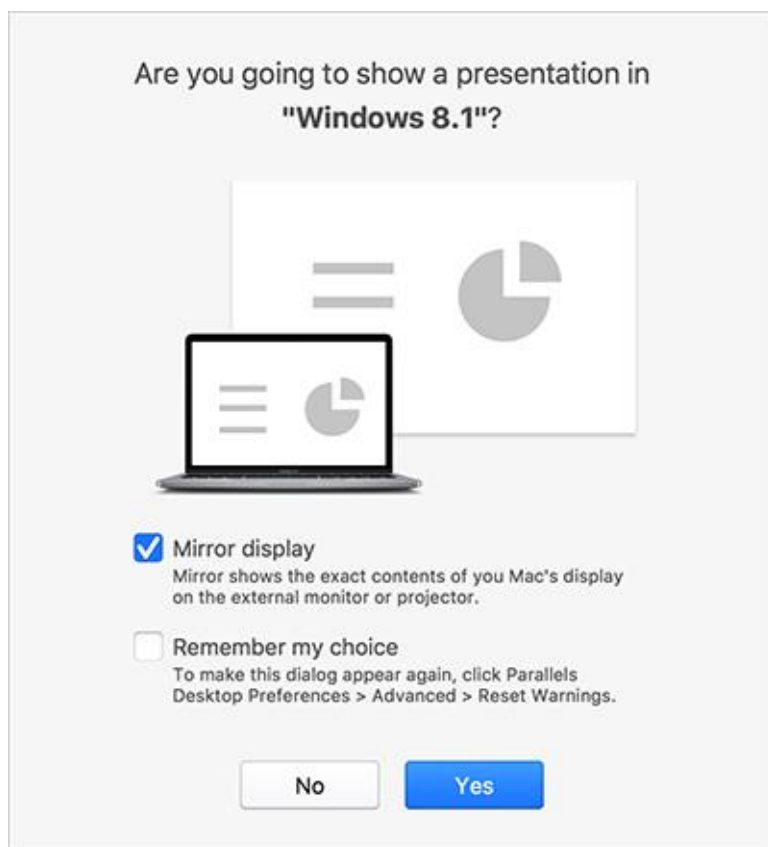 Are you going to show a presentation in
"Windows 8.1"?
Mirror display
Mirror shows the exact contents of you Mac's display
on the external monitor or projector.
Remember my choice
To make this dialog appear again, click Parallels
Desktop Preferences > Advanced > Reset Warnings.
No
Yes